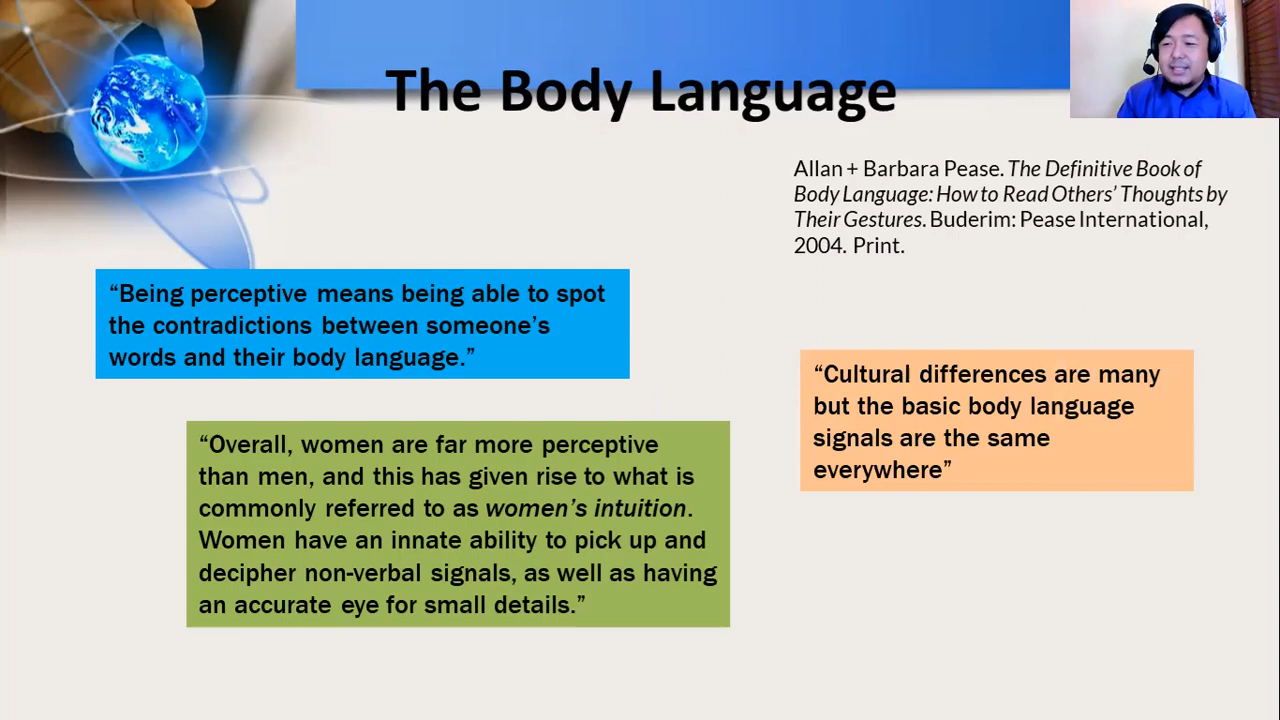 The Body Language
Allan + Barbara Pease. The Definitive Book of
Body Language: How to Read Others’ Thoughts by
Their Gestures. Buderim: Pease International,
2004. Print.
“Being perceptive means being able to spot
the contradictions between someone’s
words and their body language.”
“Cultural differences are many
but the basic body language
signals are the same
everywhere”
“Overall, women are far more perceptive
than men, and this has given rise to what is
commonly referred to as women’s intuition.
Women have an innate ability to pick up and
decipher non-verbal signals, as well as having
an accurate eye for small details.”